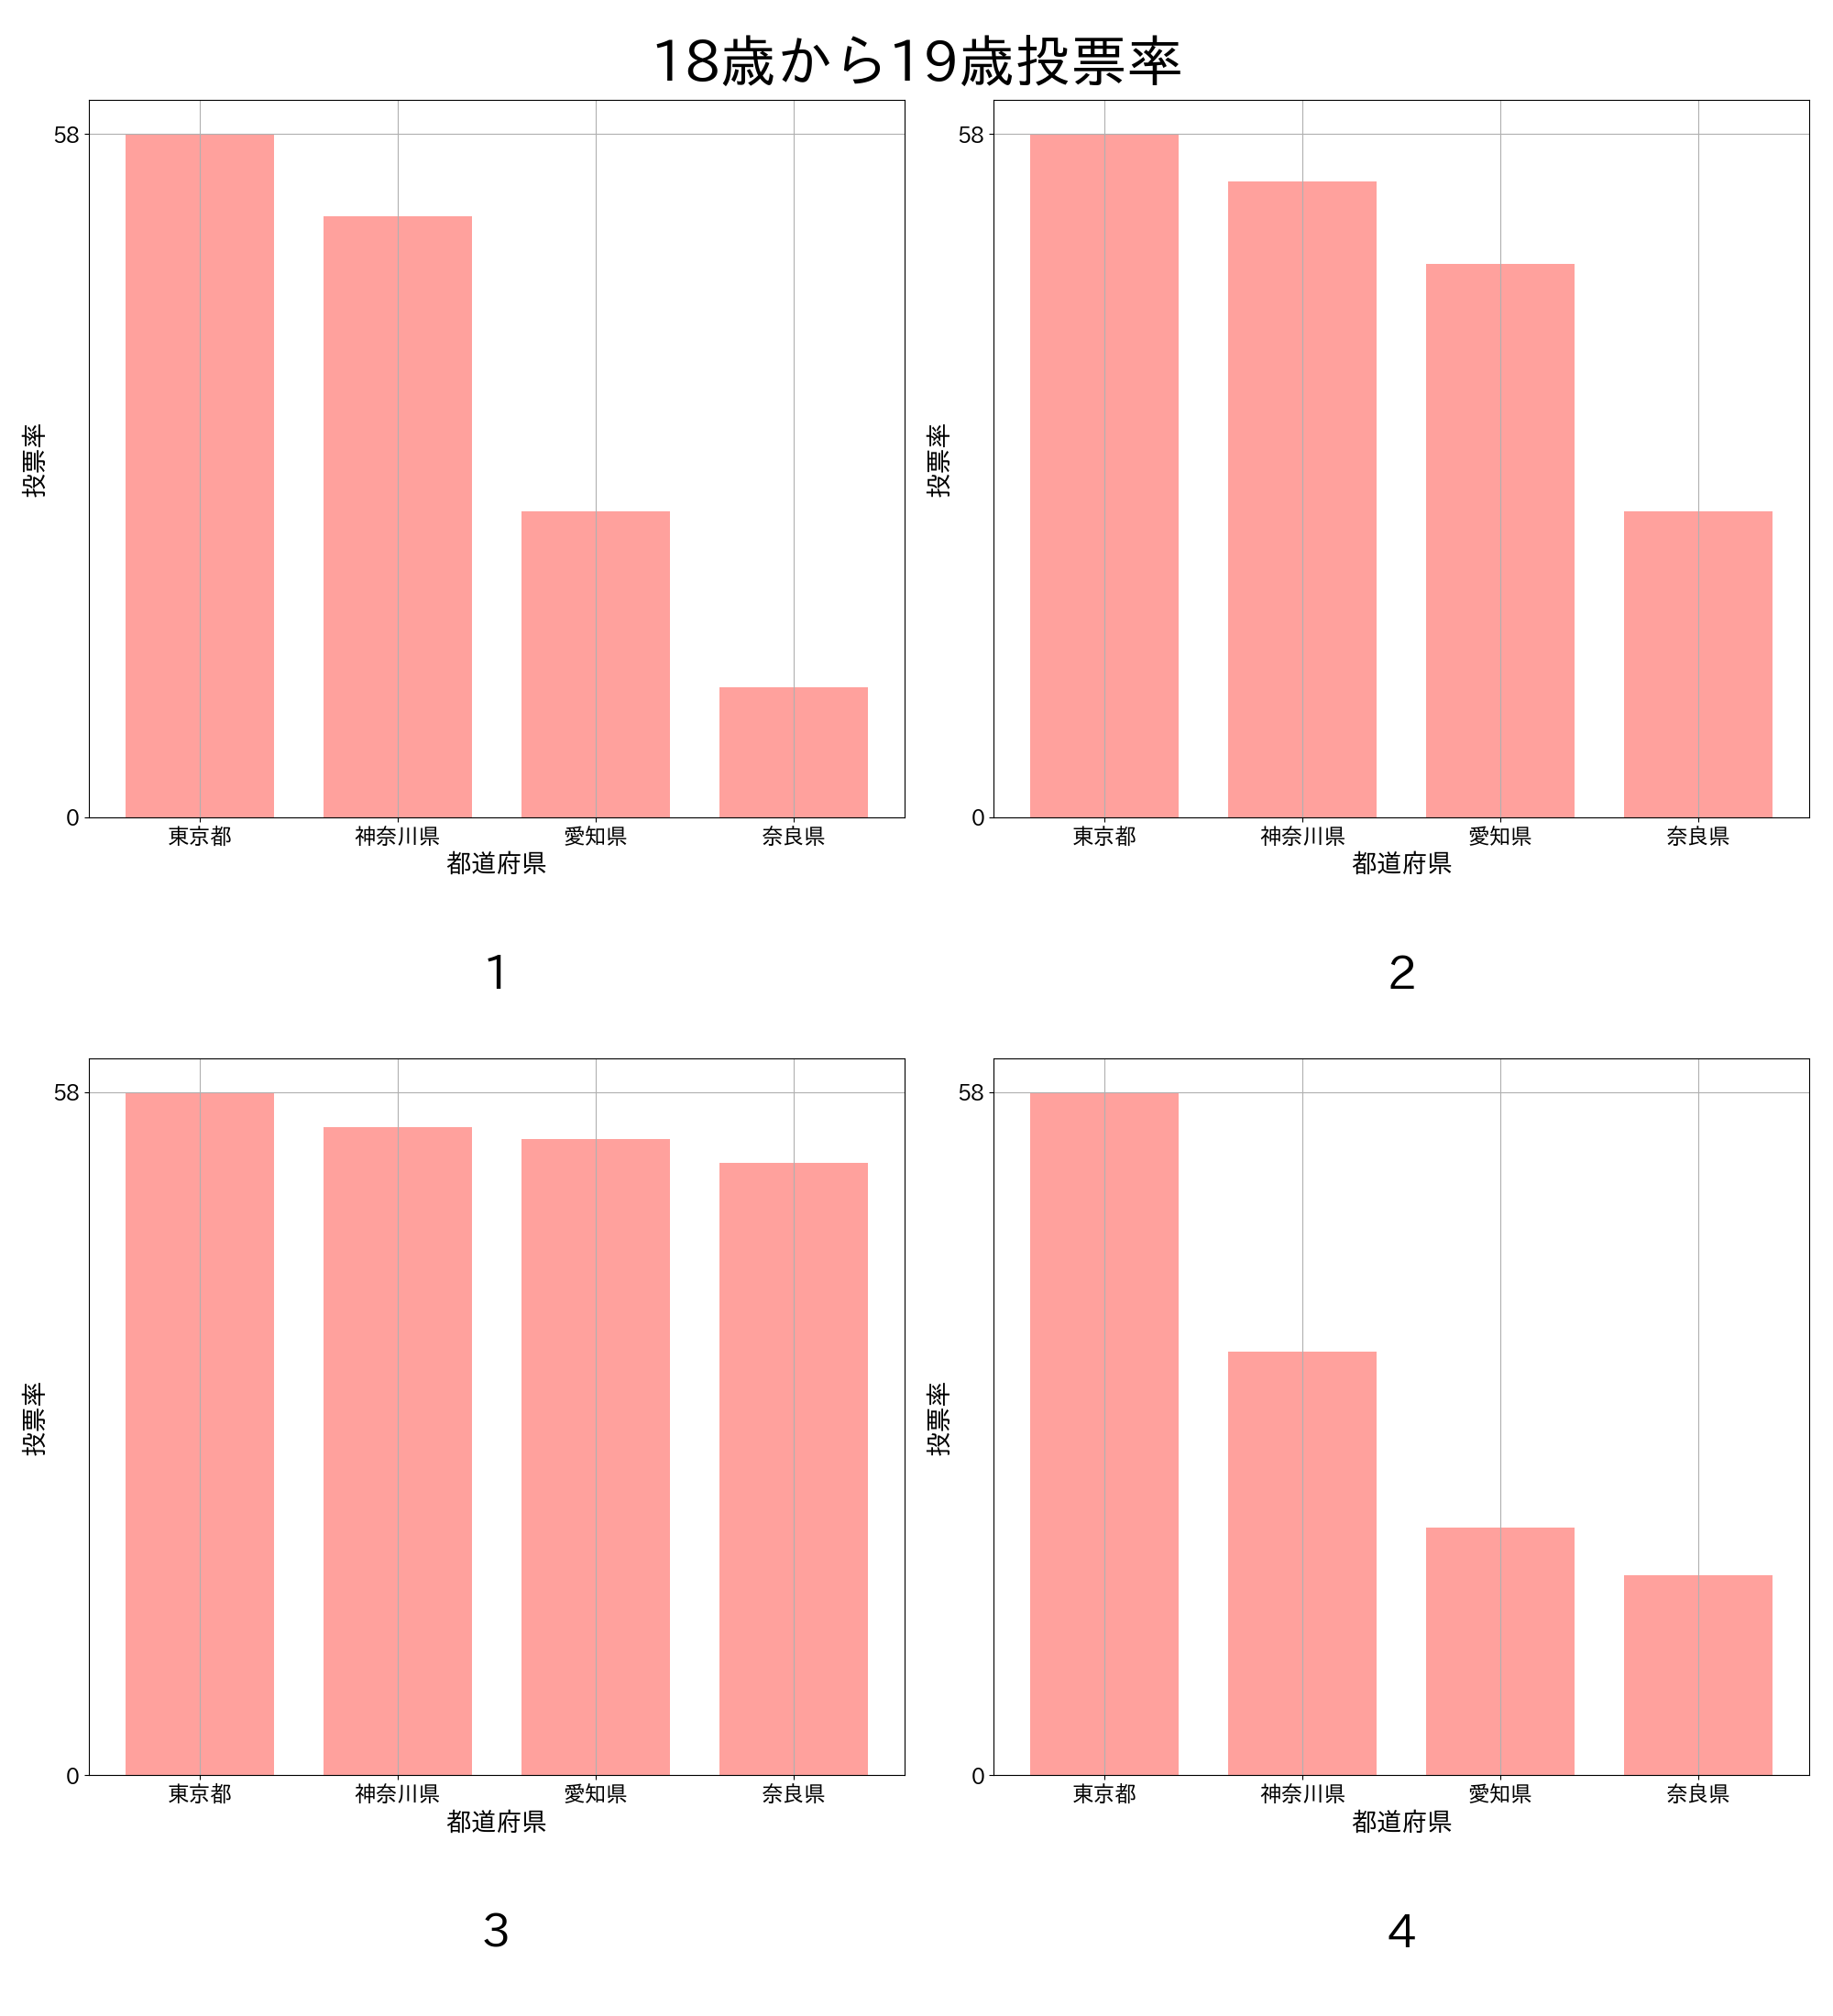 18歳から19歳投票率
58
0
投票率
東京都 神奈川県 愛知県 奈良県
都道府県
1
58
0
投票率
東京都 神奈川県 愛知県 奈良県
都道府県
2
58
0
投票率
東京都 神奈川県 愛知県 奈良県
都道府県
3
58
0
投票率
東京都 神奈川県 愛知県 奈良県
都道府県
4